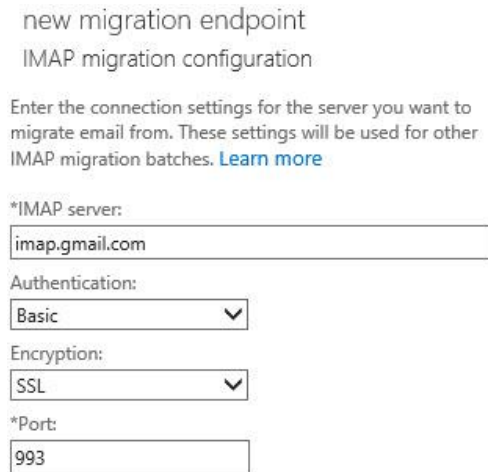 new migration endpoint
IMAP migration configuration
Enter the connection settings for the server you want to
migrate email from. These settings will be used for other
IMAP migration batches. Learn more
*IMAP server:
imap.gmail.com
Authentication:
Basic
Encryption:
SSL
*Port:
993